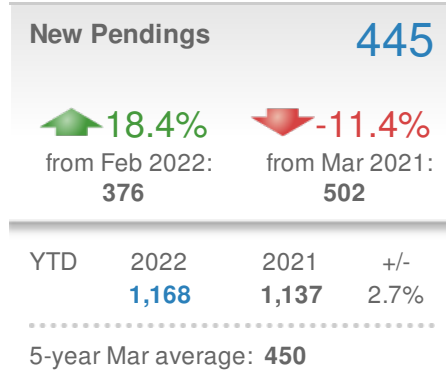 New Pendings 445
18.4% -11.4%
from Feb 2022: from Mar 2021:
376 502
YTD 2022 2021 +/-
1,168 1,137 2.7%
5-year Mar average: 450